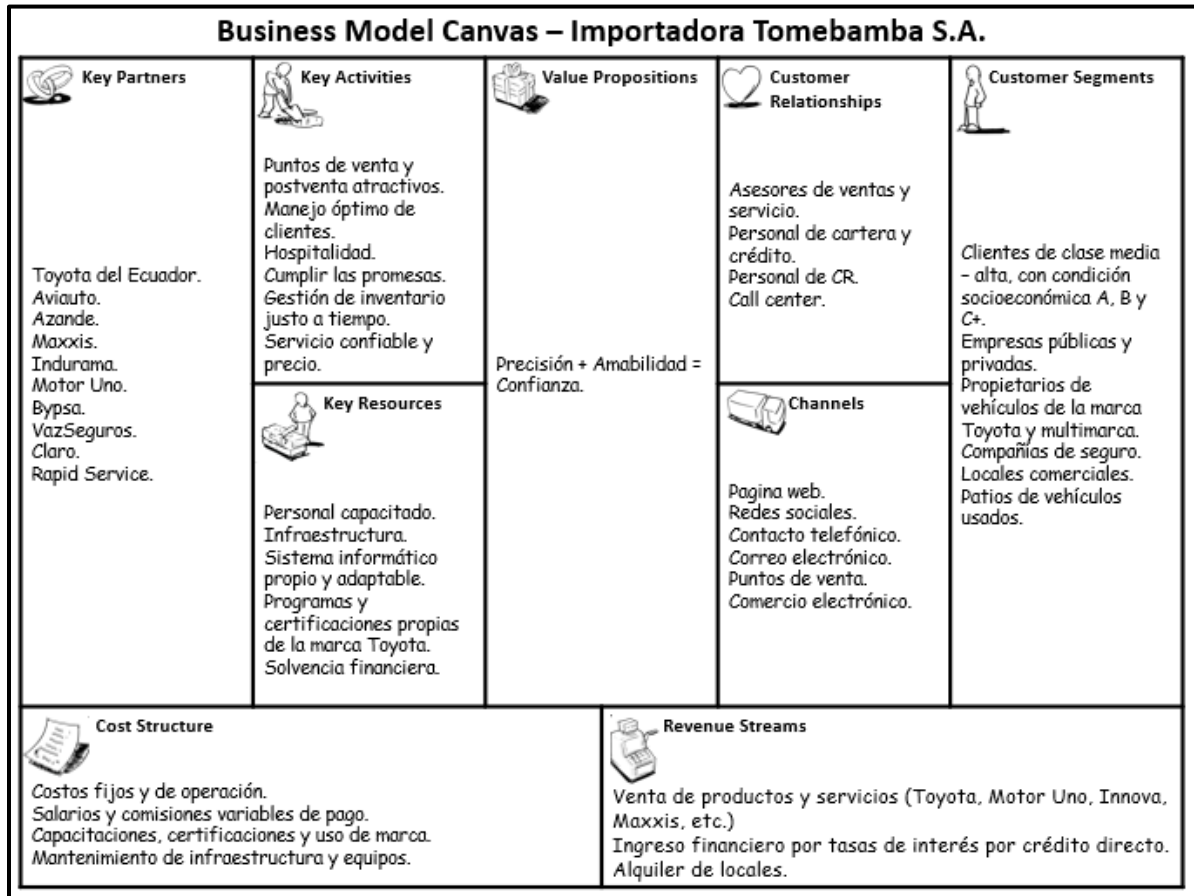 Business Model Canvas – Importadora Tomebamba S.A.
Key Partners
Toyota del Ecuador.
Aviauto.
Azande.
Maxxis.
Indurama.
Motor Uno.
Bypsa.
VazSeguros.
Claro.
Rapid Service.
Key Activities
Puntos de venta y
postventa atractivos.
Manejo óptimo de
clientes.
Hospitalidad.
Cumplir las promesas.
Gestión de inventario
justo a tiempo.
Servicio confiable y
precio.
Key Resources
Personal capacitado.
Infraestructura.
Sistema informático
propio y adaptable.
Programas y
certificaciones propias
de la marca Toyota.
Solvencia financiera.
Value Propositions
Precisión + Amabilidad =
Confianza.
Customer
Relationships
Asesores de ventas y
servicio.
Personal de cartera y
crédito.
Personal de CR.
Call center.
Channels
Pagina web.
Redes sociales.
Contacto telefónico.
Correo electrónico.
Puntos de venta.
Comercio electrónico.
Customer Segments
Clientes de clase media
– alta, con condición
socioeconómica A, B y
C+.
Empresas públicas y
privadas.
Propietarios de
vehículos de la marca
Toyota y multimarca.
Compañías de seguro.
Locales comerciales.
Patios de vehículos
usados.
Cost Structure
Costos fijos y de operación.
Salarios y comisiones variables de pago.
Capacitaciones, certificaciones y uso de marca.
Mantenimiento de infraestructura y equipos.
Revenue Streams
Venta de productos y servicios (Toyota, Motor Uno, Innova,
Maxxis, etc.)
Ingreso financiero por tasas de interés por crédito directo.
Alquiler de locales.